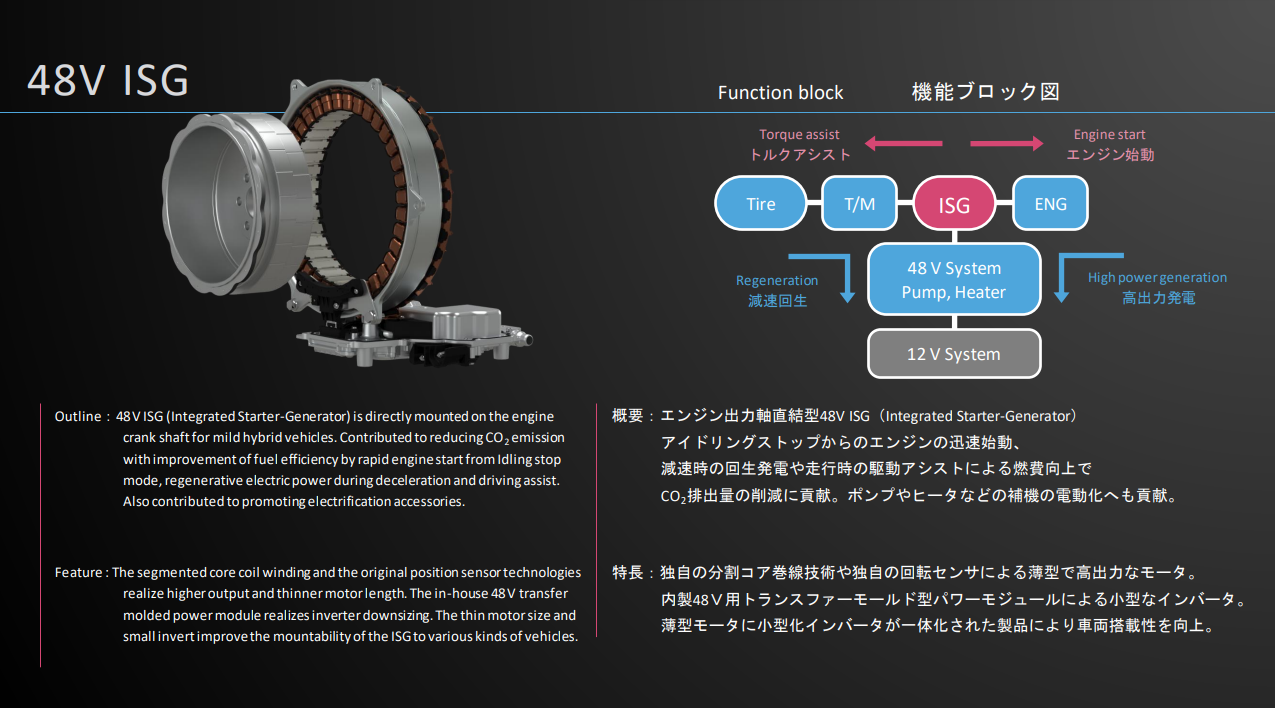 48V ISG
Function block
機能ブロック図
Torque assist
トルクアシスト
Engine start
エンジン始動
Tire
T/M
ISG
ENG
Regeneration
減速回生
48 V System
Pump, Heater
High power generation
高出力発電
12 V System
Outline : 48V ISG (Integrated Starter-Generator) is directly mounted on the engine
crank shaft for mild hybrid vehicles. Contributed to reducing CO₂ emission
with improvement of fuel efficiency by rapid engine start from Idling stop
mode, regenerative electric power during deceleration and driving assist.
Also contributed to promoting electrification accessories.
Feature : The segmented core coil winding and the original position sensor technologies
realize higher output and thinner motor length. The in-house 48 V transfer
molded power module realizes inverter downsizing. The thin motor size and
small invert improve the mountability of the ISG to various kinds of vehicles.
概要：エンジン出力軸直結型48V ISG（Integrated Starter-Generator）
アイドリングストップからのエンジンの迅速始動、
減速時の回生発電や走行時の駆動アシストによる燃費向上で
CO₂排出量の削減に貢献。ポンプやヒータなどの補機の電動化へも貢献。
特長：独自の分割コア巻線技術や独自の回転センサによる薄型で高出力なモータ。
内製48Ｖ用トランスファーモールド型パワーモジュールによる小型なインバータ。
薄型モータに小型化インバータが一体化された製品により車両搭載性を向上。